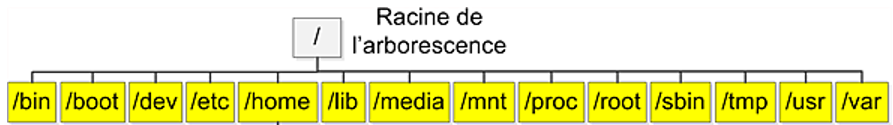 Racine de
/
l'arborescence
/bin /boot /dev /etc /home /lib /media /mnt /proc /root /sbin /tmp /usr /var